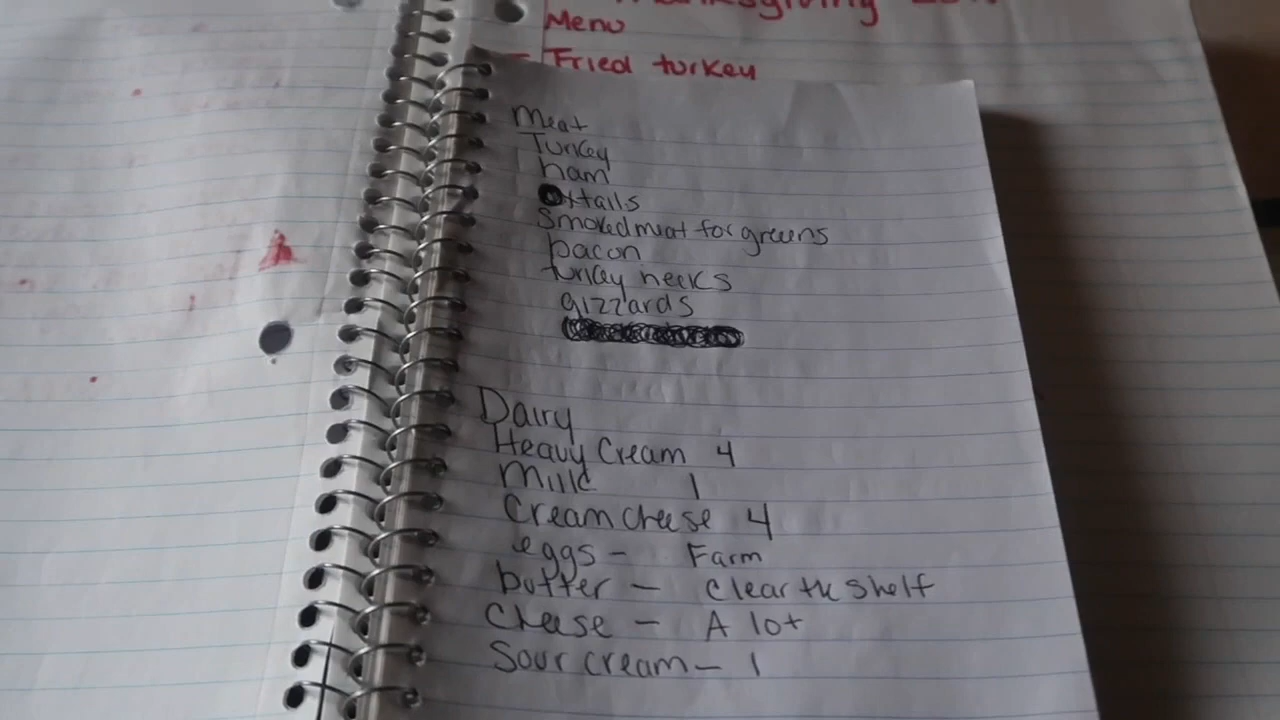 Menu
- Fried turkey
Meat
Turkey
ham
tails
Smoked meat for greens
bacon
turkey necks
gizzards
Dairy
Heavy Cream 4
Milk 1
Cream cheese 4
eggs - Farm
butter - clear the shelf
Cheese - A lot
Sour cream - 1